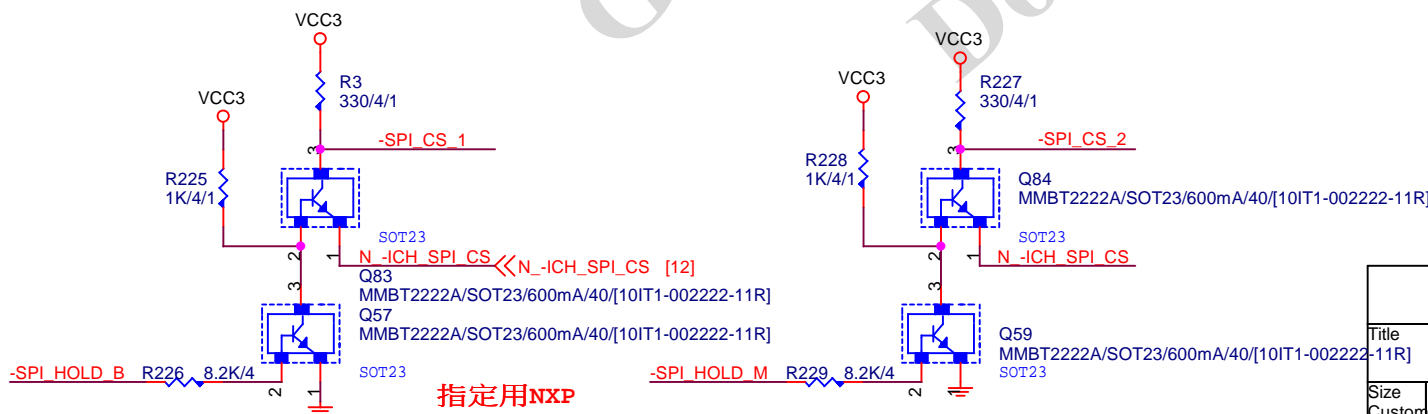 VCC3
R3
330/4/1
VCC3
-SPI_CS_1
R225
1K/4/1
3
SOT23
2
1
N_-ICH_SPI_CS
N_-ICH_SPI_CS [12]
Q83
MMBT2222A/SOT23/600mA/40/[10IT1-002222-11R]
3
Q57
MMBT2222A/SOT23/600mA/40/[10IT1-002222-11R]
SOT23
-SPI_HOLD_B
R226
8.2K/4
2
1
指定用NXP
VCC3
R227
330/4/1
VCC3
-SPI_CS_2
R228
1K/4/1
3
Q84
MMBT2222A/SOT23/600mA/40/[10IT1-002222-11R]
SOT23
2
1
N_-ICH_SPI_CS
3
Q59
MMBT2222A/SOT23/600mA/40/[10IT1-002222-11R]
SOT23
-SPI_HOLD_M
R229
8.2K/4
2
1
Title
Size
Custom